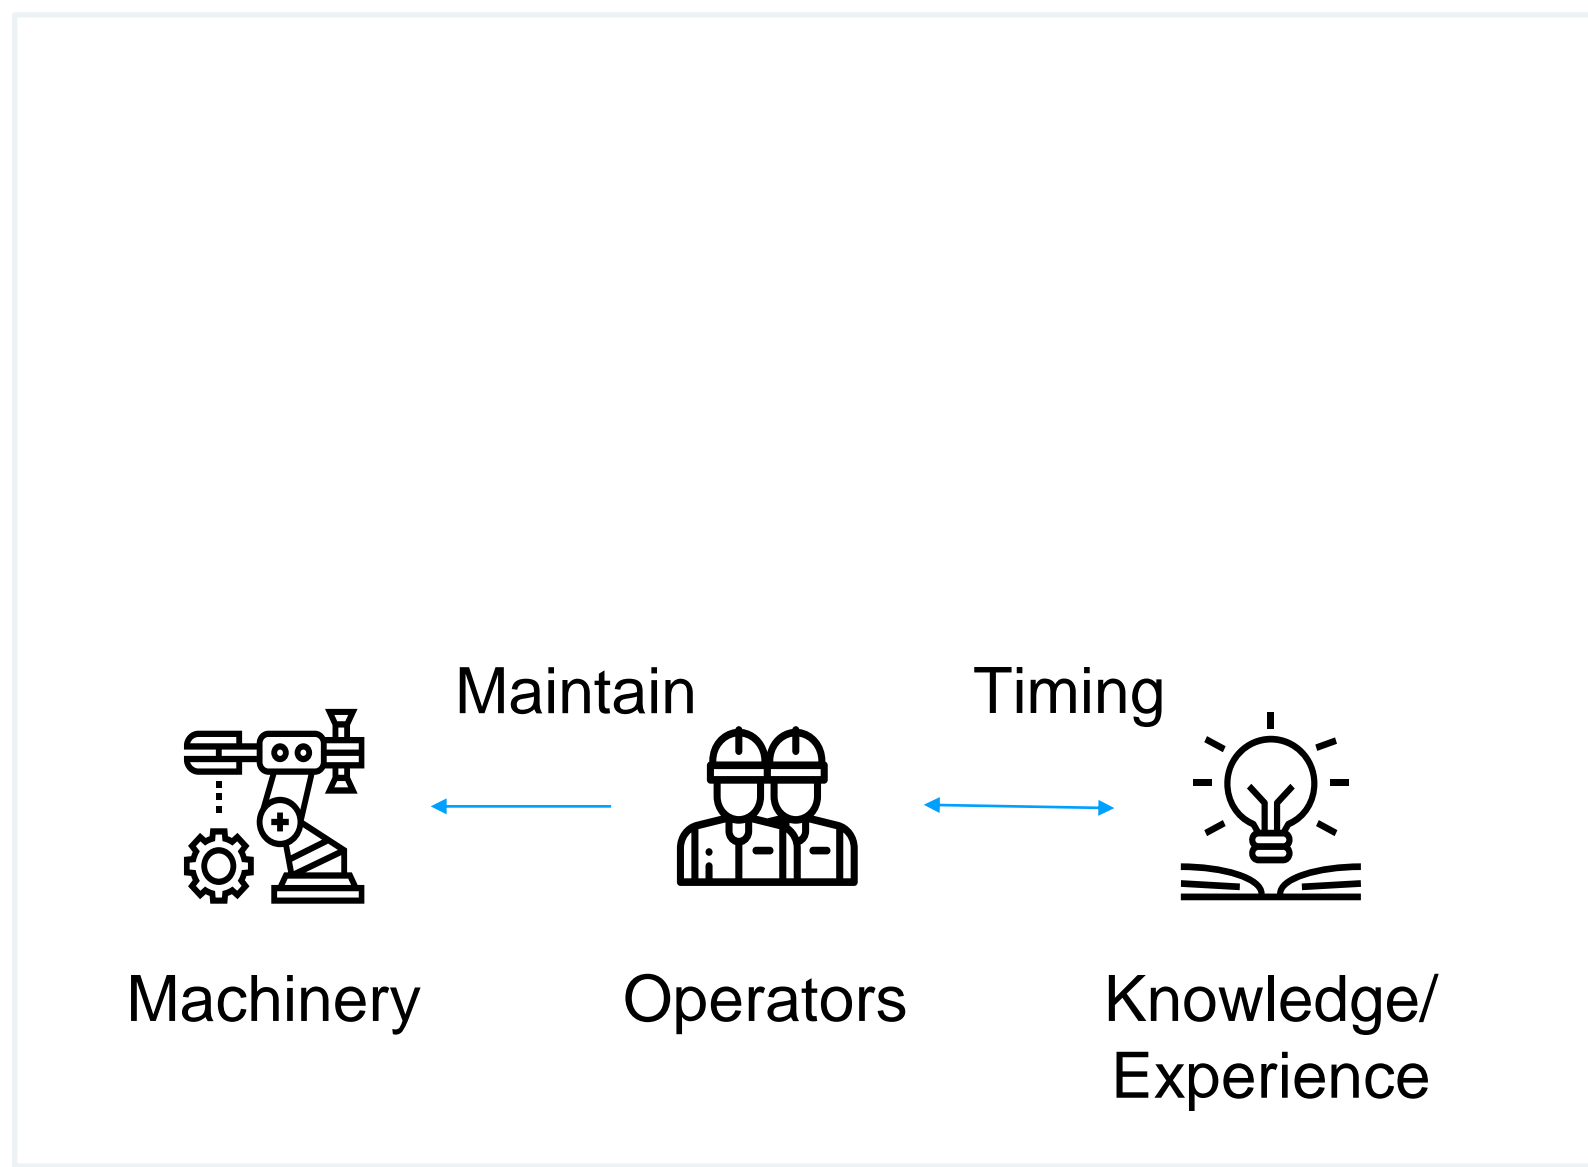 Maintain
Timing
Machinery
Operators
Knowledge/
Experience